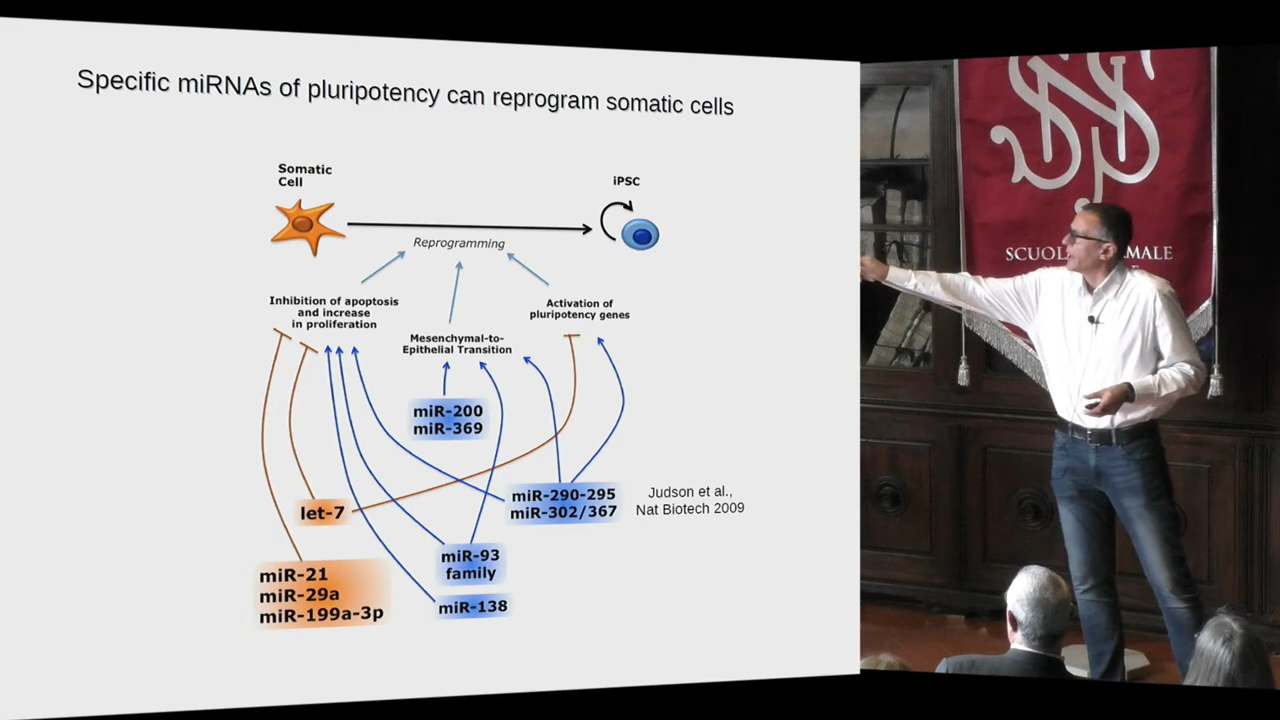 Specific miRNAs of pluripotency can reprogram somatic cells
Somatic
Cell
iPSC
Reprogramming
Inhibition of apoptosis
and increase
in proliferation
Mesenchymal-to-
Epithelial Transition
Activation of
pluripotency genes
miR-200
miR-369
let-7
miR-290-295
miR-302/367
Judson et al.,
Nat Biotech 2009
miR-93
family
miR-138
miR-21
miR-29a
miR-199a-3p